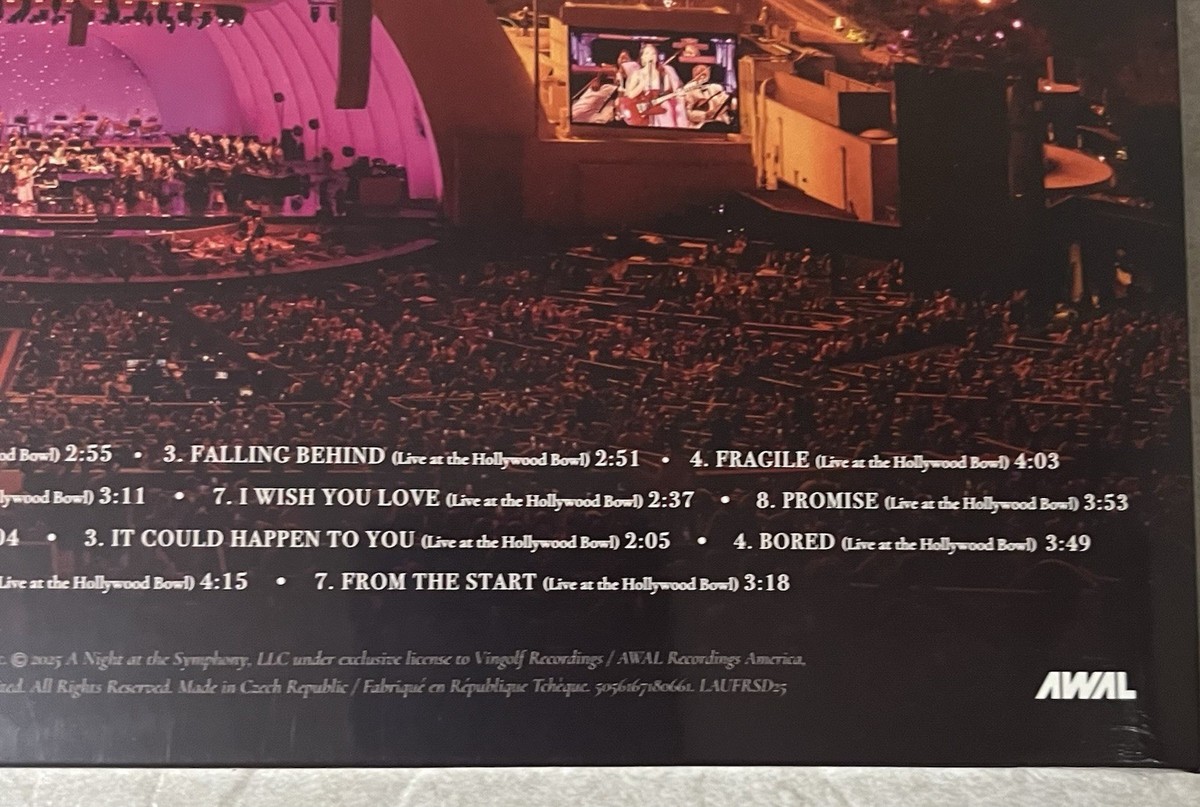 od Bowl) 2:55 • 3. FALLING BEHIND (Live at the Hollywood Bowl) 2:51 • 4. FRAGILE (Live at the Hollywood Bowl) 4:03
lywood Bowl) 3:11 • 7. I WISH YOU LOVE (Live at the Hollywood Bowl) 2:37 • 8. PROMISE (Live at the Hollywood Bowl) 3:53
04 • 3. IT COULD HAPPEN TO YOU (Live at the Hollywood Bowl) 2:05 • 4. BORED (Live at the Hollywood Bowl) 3:49
Live at the Hollywood Bowl) 4:15 • 7. FROM THE START (Live at the Hollywood Bowl) 3:18
. © 2025 A Night at the Symphony, LLC under exclusive license to Vingolf Recordings / AWAL Recordings America,
ted. All Rights Reserved. Made in Czech Republic / Fabriqué en République Tchèque. 5056167180661. LAUFRSD25
AWAL